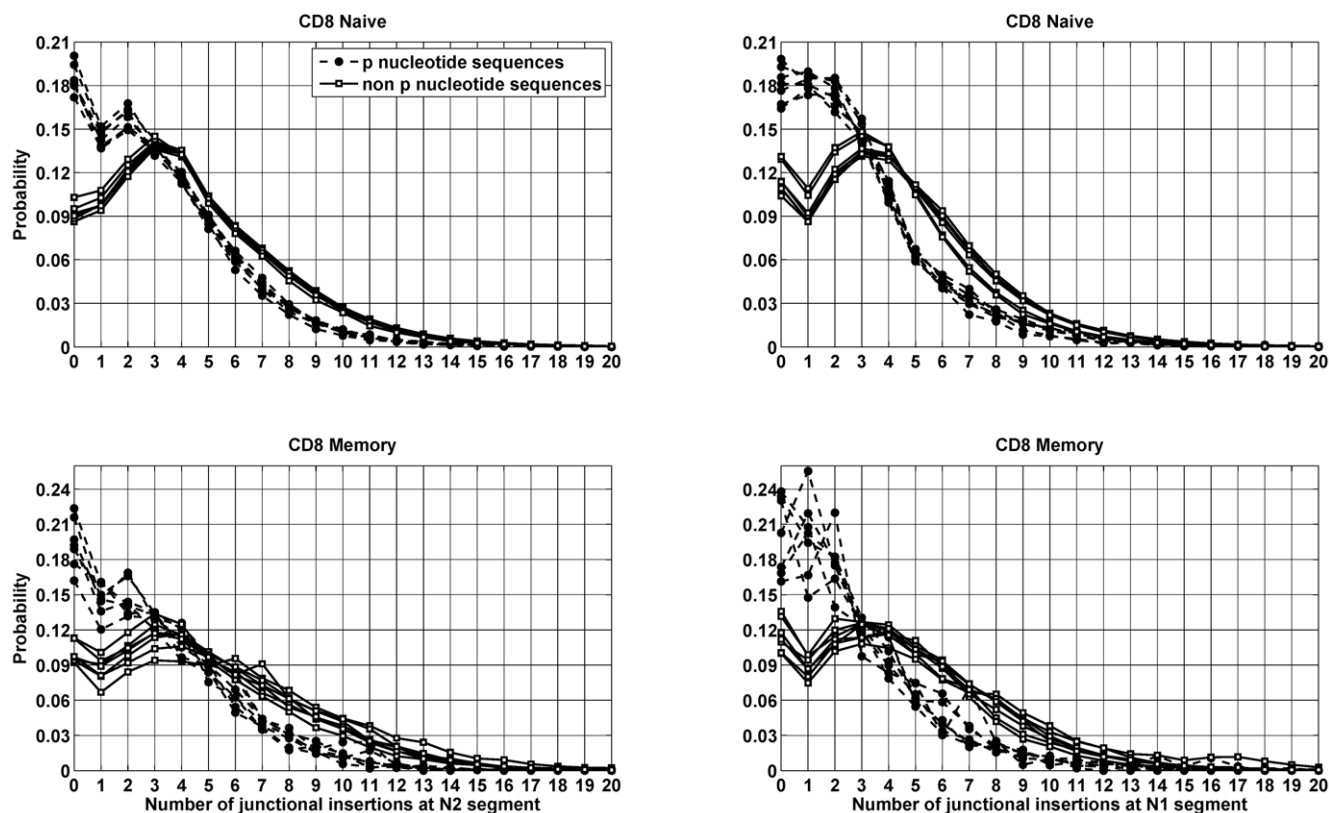 CD8 Naive
0.21
0.18
0.15
0.12
0.09
0.06
0.03
0
Probability
p nucleotide sequences
non p nucleotide sequences
0 1 2 3 4 5 6 7 8 9 10 11 12 13 14 15 16 17 18 19 20
CD8 Naive
0.21
0.18
0.15
0.12
0.09
0.06
0.03
0
0 1 2 3 4 5 6 7 8 9 10 11 12 13 14 15 16 17 18 19 20
CD8 Memory
0.24
0.21
0.18
0.15
0.12
0.09
0.06
0.03
0
Probability
0 1 2 3 4 5 6 7 8 9 10 11 12 13 14 15 16 17 18 19 20
Number of junctional insertions at N2 segment
CD8 Memory
0.24
0.21
0.18
0.15
0.12
0.09
0.06
0.03
0
0 1 2 3 4 5 6 7 8 9 10 11 12 13 14 15 16 17 18 19 20
Number of junctional insertions at N1 segment